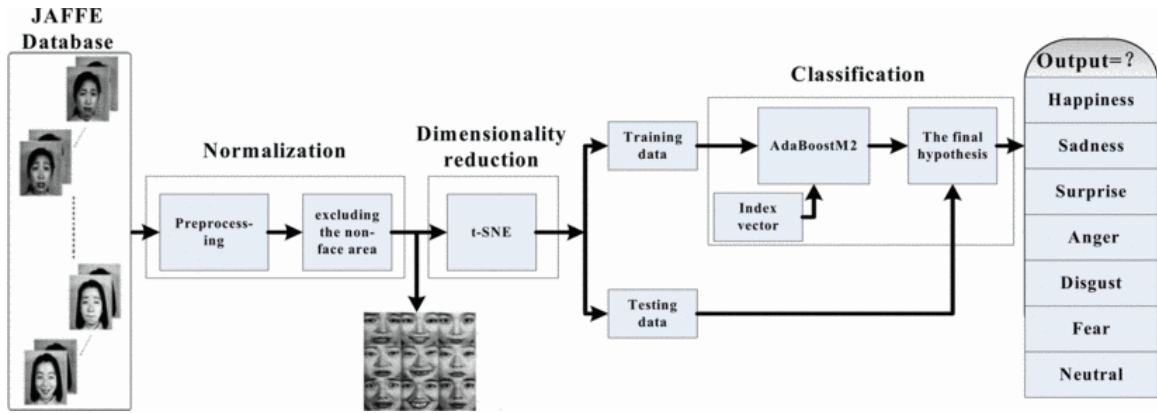 JAFFE
Database
Normalization
Preprocess-
ing
excluding
the non-
face area
Dimensionality
reduction
t-SNE
Training
data
Testing
data
Classification
AdaBoostM2
Index
vector
The final
hypothesis
Output=?
Happiness
Sadness
Surprise
Anger
Disgust
Fear
Neutral